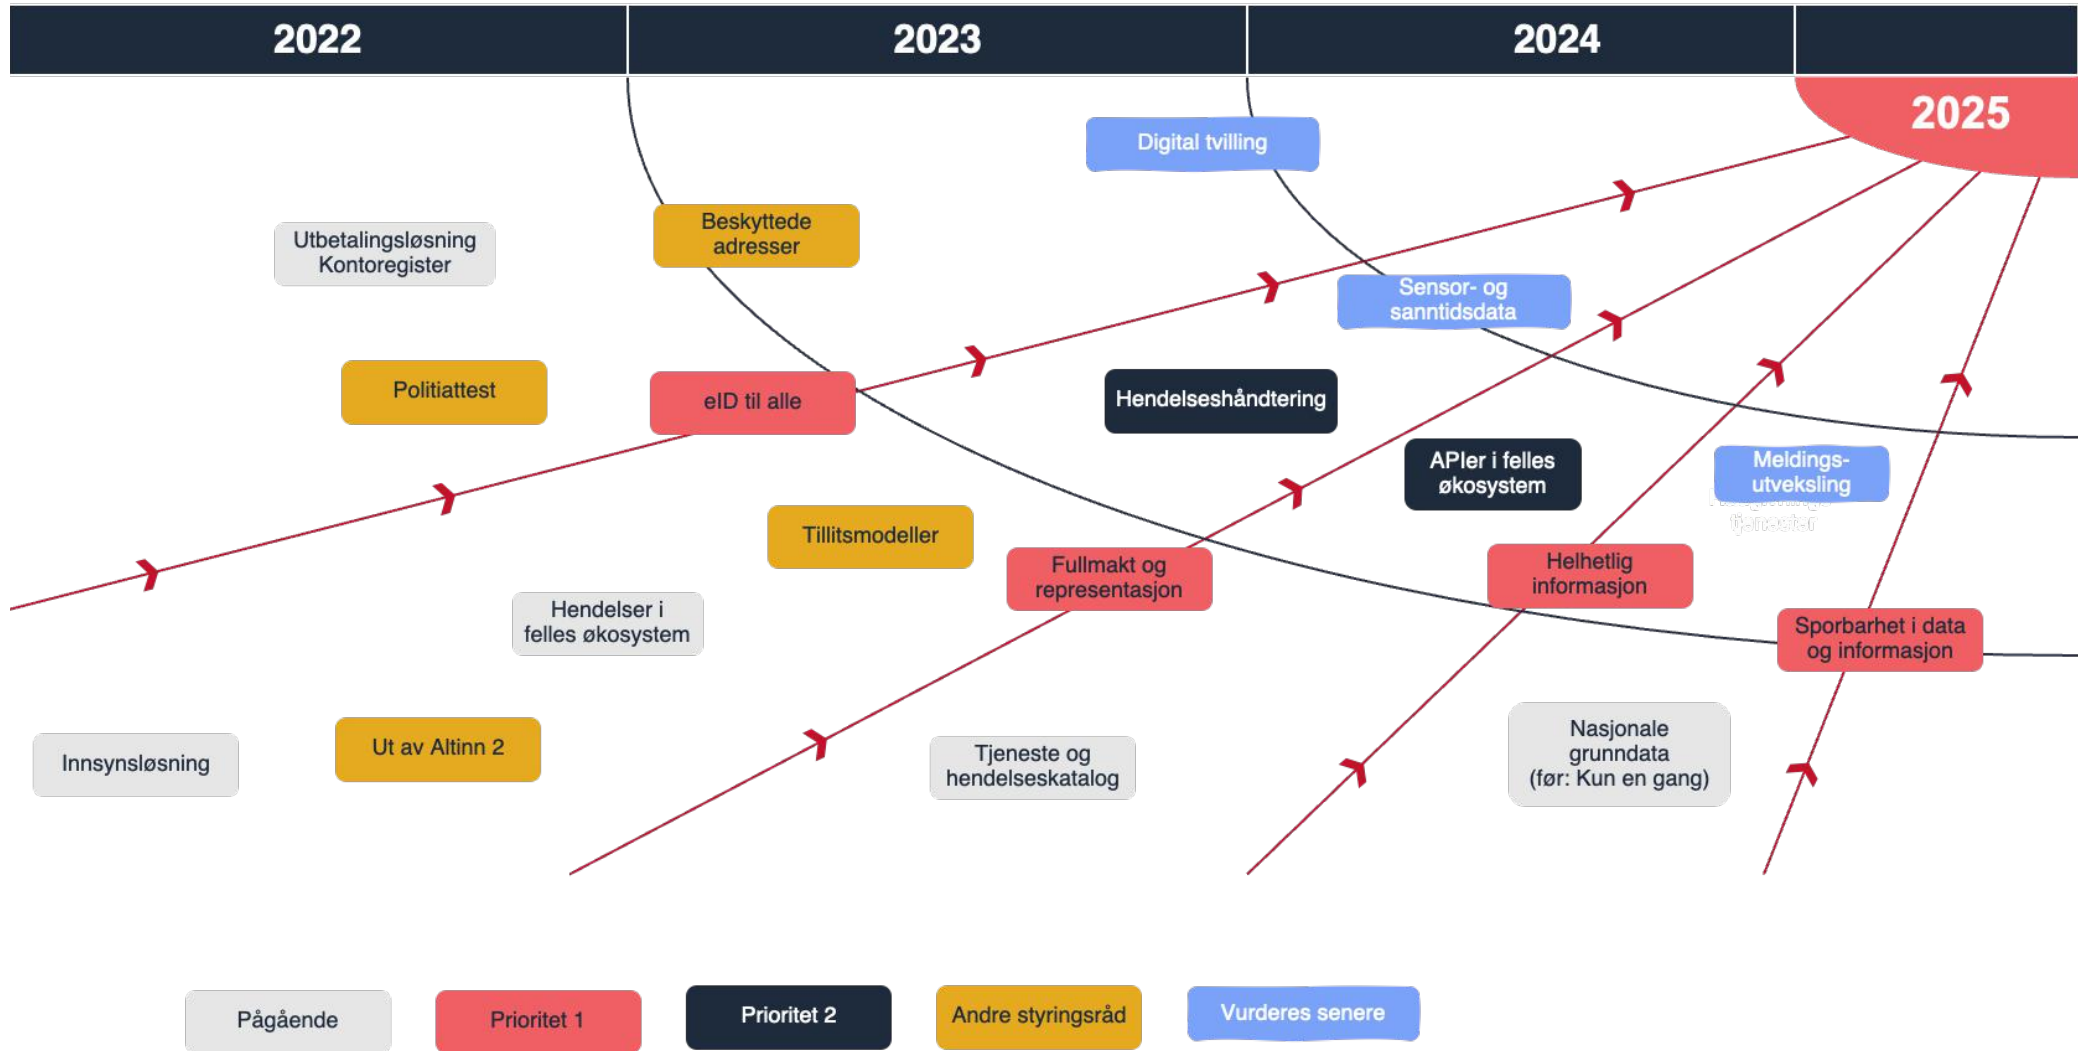 2022
2023
2024
2025
Digital tvilling
Beskyttede
adresser
Utbetalingsløsning
Kontoregister
Sensor- og
sanntidsdata
Politiattest
eID til alle
Hendelseshåndtering
APIer i felles
økosystem
Meldings-
utveksling
tjenester
Tillitsmodeller
Fullmakt og
representasjon
Helhetlig
informasjon
Hendelser i
felles økosystem
Sporbarhet i data
og informasjon
Innsynsløsning
Ut av Altinn 2
Tjeneste og
hendelseskatalog
Nasjonale
grunndata
(før: Kun en gang)
Pågående
Prioritet 1
Prioritet 2
Andre styringsråd
Vurderes senere